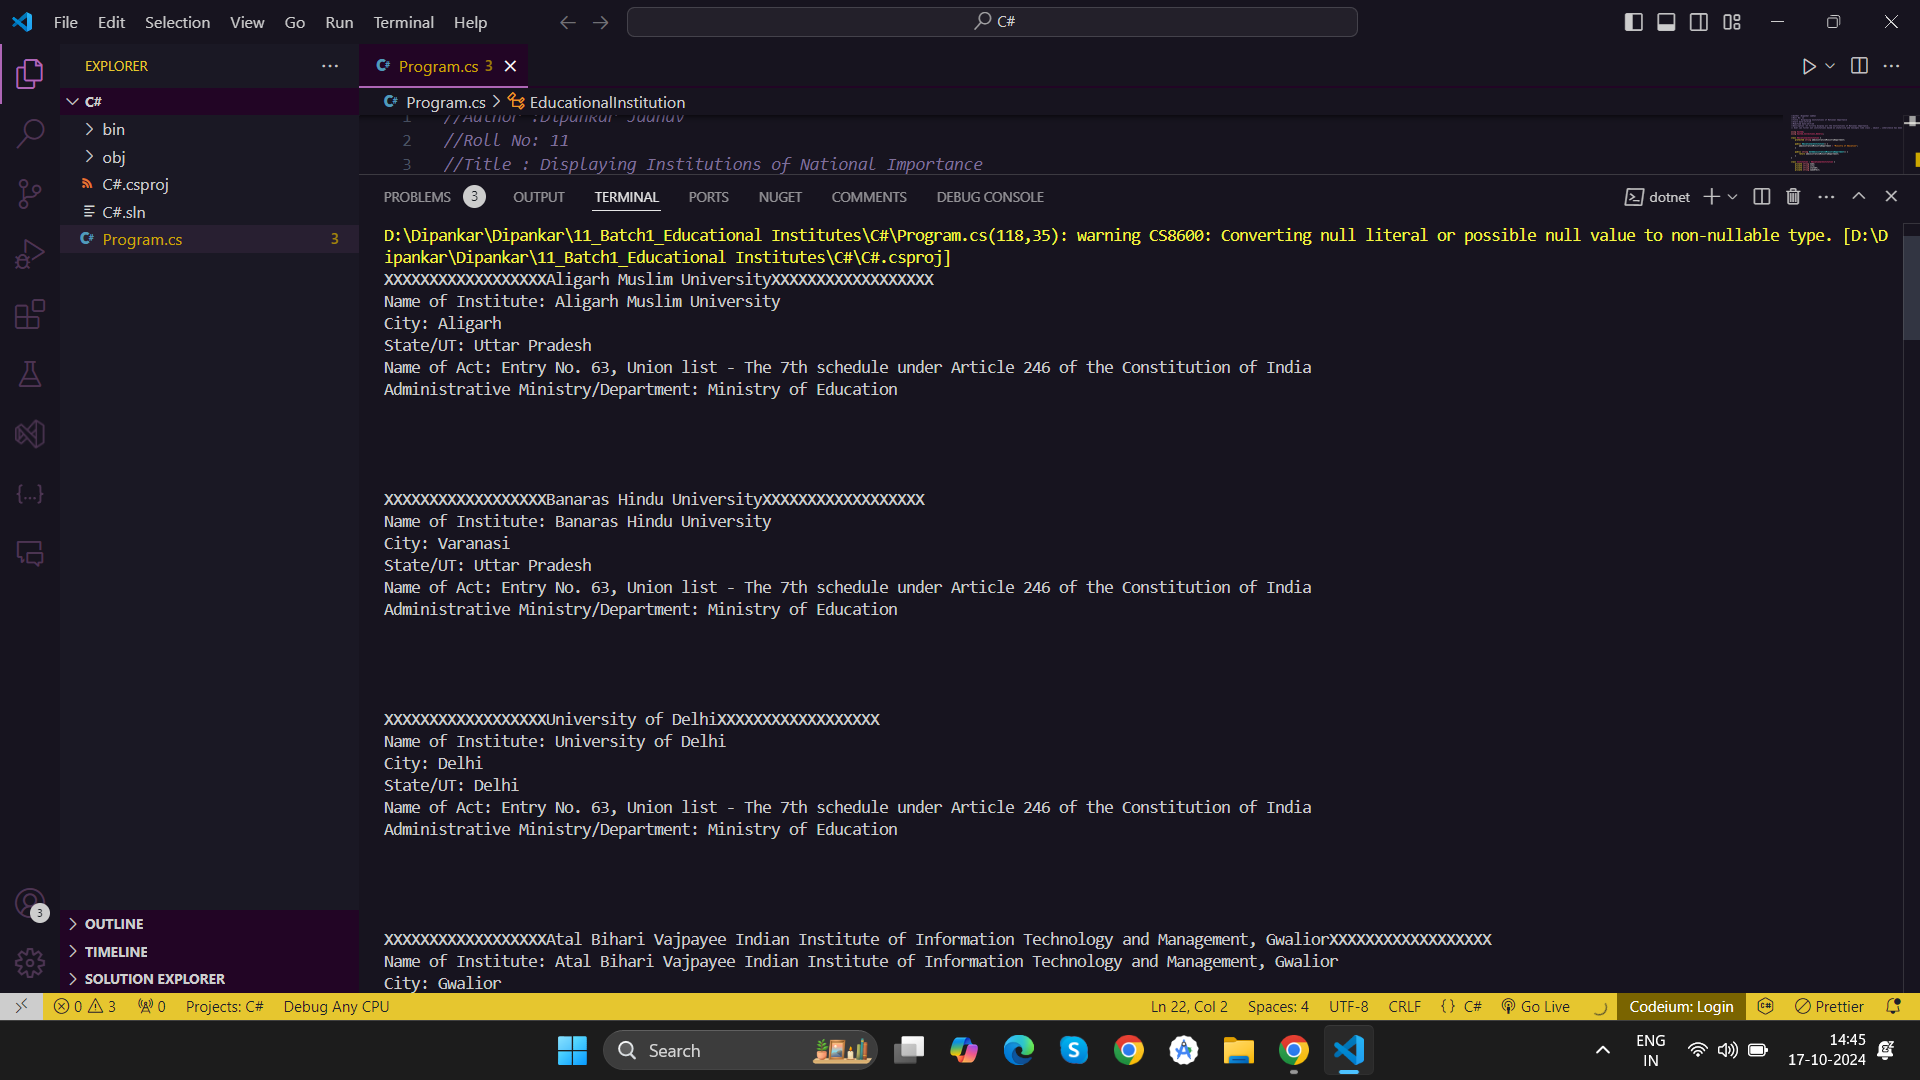 File Edit Selection View Go Run Terminal Help
C#
EXPLORER
Program.cs 3
C#
Program.cs > EducationalInstitution
bin
obj
C#.csproj
C#.sln
Program.cs 3
1 //Author :Dipankar Jadhav
2 //Roll No: 11
3 //Title : Displaying Institutions of National Importance
PROBLEMS 3 OUTPUT TERMINAL PORTS NUGET COMMENTS DEBUG CONSOLE
dotnet
D:\Dipankar\Dipankar\11_Batch1_Educational Institutes\C#\Program.cs(118,35): warning CS8600: Converting null literal or possible null value to non-nullable type. [D:\D
ipankar\Dipankar\11_Batch1_Educational Institutes\C#\C#.csproj]
XXXXXXXXXXXXXXXXXXAligarh Muslim UniversityXXXXXXXXXXXXXXXXXX
Name of Institute: Aligarh Muslim University
City: Aligarh
State/UT: Uttar Pradesh
Name of Act: Entry No. 63, Union list - The 7th schedule under Article 246 of the Constitution of India
Administrative Ministry/Department: Ministry of Education
XXXXXXXXXXXXXXXXXXBanaras Hindu UniversityXXXXXXXXXXXXXXXXXX
Name of Institute: Banaras Hindu University
City: Varanasi
State/UT: Uttar Pradesh
Name of Act: Entry No. 63, Union list - The 7th schedule under Article 246 of the Constitution of India
Administrative Ministry/Department: Ministry of Education
XXXXXXXXXXXXXXXXXXUniversity of DelhiXXXXXXXXXXXXXXXXXX
Name of Institute: University of Delhi
City: Delhi
State/UT: Delhi
Name of Act: Entry No. 63, Union list - The 7th schedule under Article 246 of the Constitution of India
Administrative Ministry/Department: Ministry of Education
XXXXXXXXXXXXXXXXXXAtal Bihari Vajpayee Indian Institute of Information Technology and Management, GwaliorXXXXXXXXXXXXXXXXXX
Name of Institute: Atal Bihari Vajpayee Indian Institute of Information Technology and Management, Gwalior
City: Gwalior
3
OUTLINE
TIMELINE
SOLUTION EXPLORER
0 3 0 Projects: C# Debug Any CPU
Ln 22, Col 2 Spaces: 4 UTF-8 CRLF {} C# Go Live Codeium: Login Prettier
Search
ENG
IN
14:45
17-10-2024